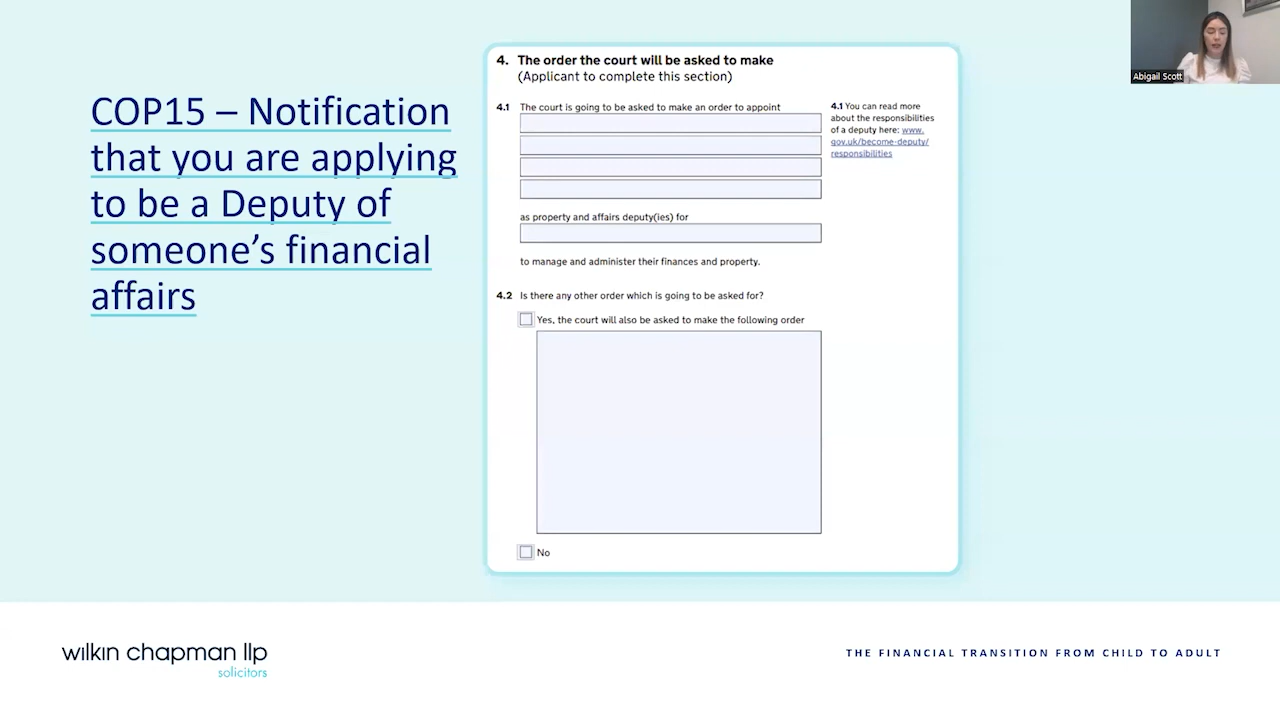 COP15 – Notification
that you are applying
to be a Deputy of
someone’s financial
affairs
4. The order the court will be asked to make
(Applicant to complete this section)
4.1 The court is going to be asked to make an order to appoint
as property and affairs deputy(ies) for
to manage and administer their finances and property.
4.2 Is there any other order which is going to be asked for?
Yes, the court will also be asked to make the following order
No
4.1 You can read more
about the responsibilities
of a deputy here: www.
gov.uk/become-deputy/
responsibilities
Abigail Scott
wilkin chapman llp
solicitors
THE FINANCIAL TRANSITION FROM CHILD TO ADULT